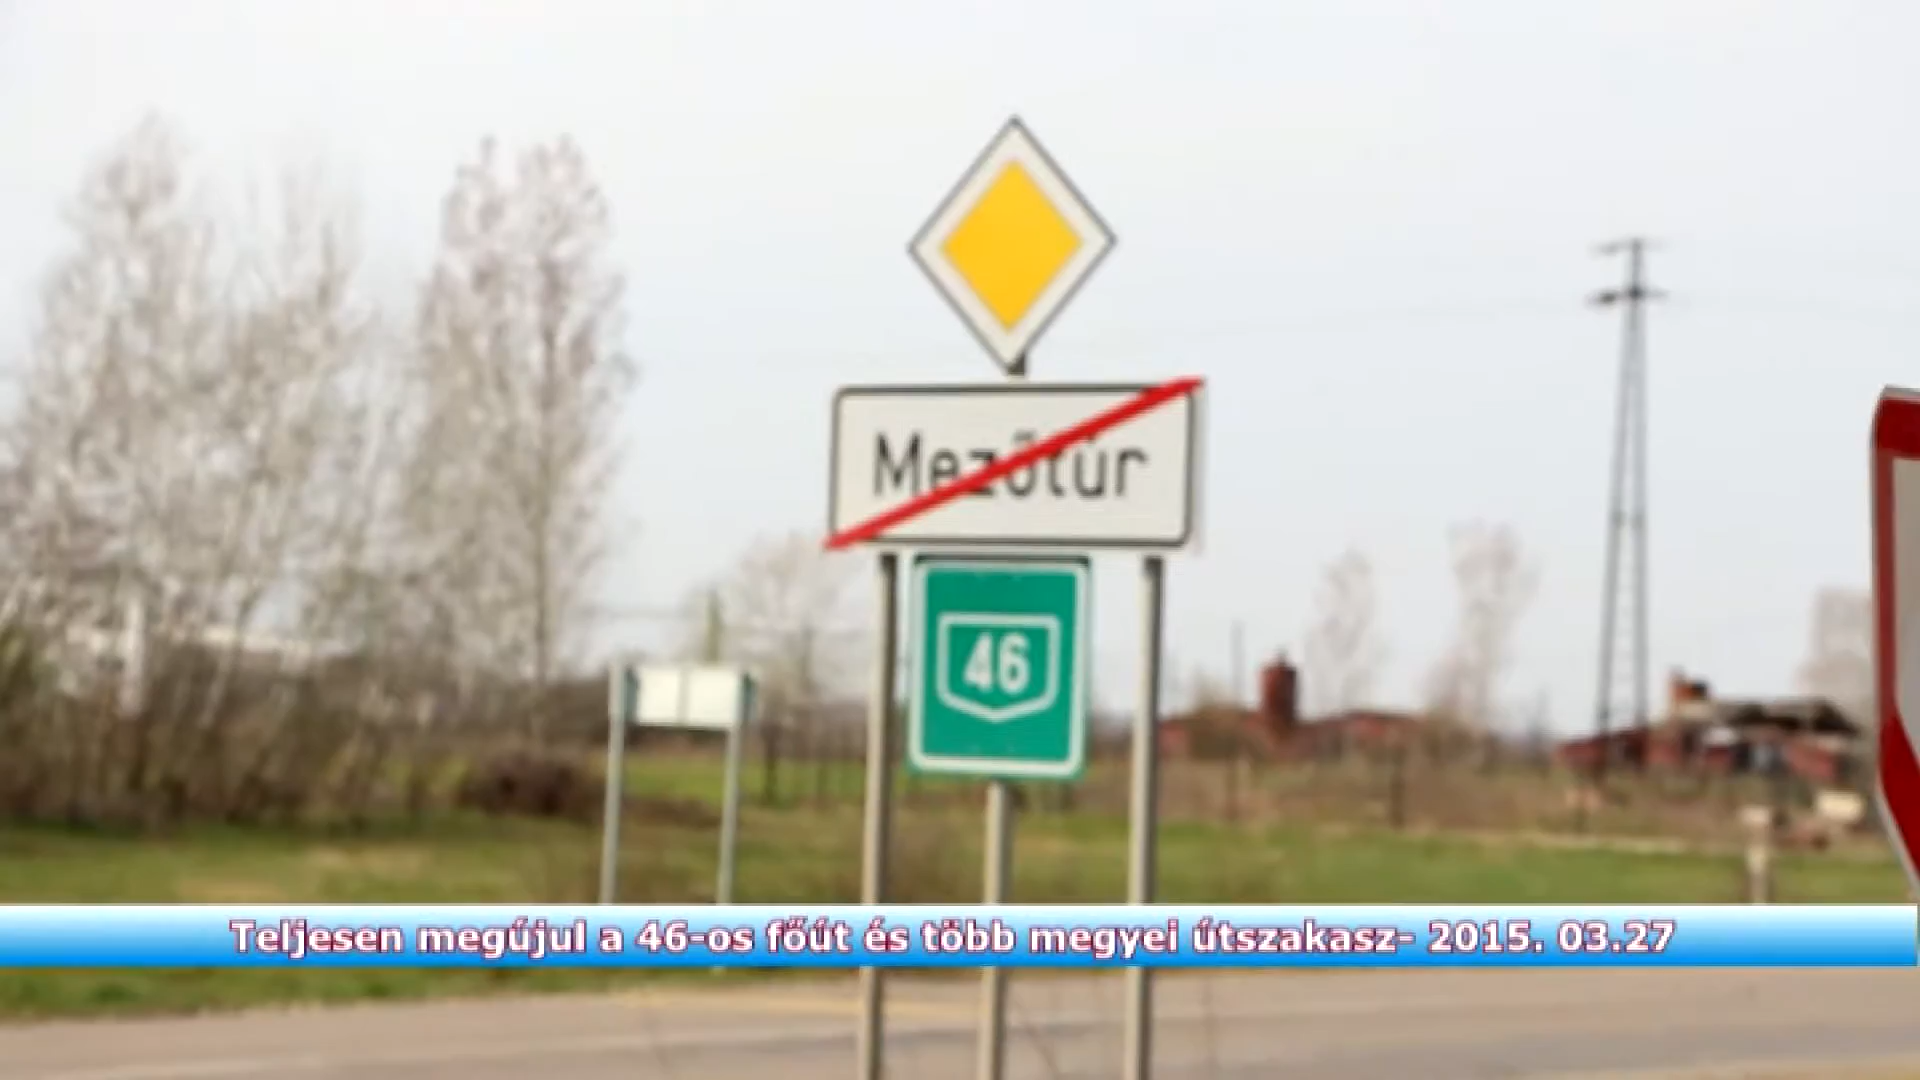 Mezőtúr
46
Teljesen megújul a 46-os főút és több megyei útszakasz- 2015. 03.27